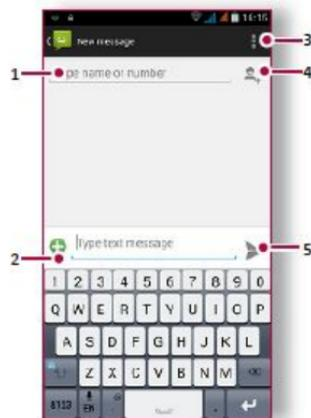 16:15
New message
3
1
pe name or number
4
Type text message
5
2
1 2 3 4 5 6 7 8 9 0
Q W E R T Y U I O P
A S D F G H J K L
Z X C V B N M
EN